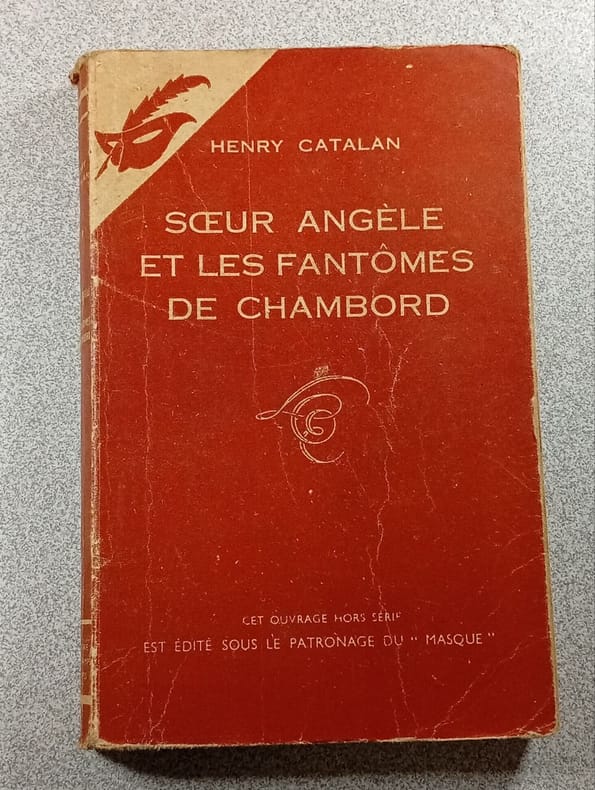 HENRY CATALAN
SŒUR ANGÈLE
ET LES FANTÔMES
DE CHAMBORD
CET OUVRAGE HORS SÉRIE
EST ÉDITÉ SOUS LE PATRONAGE DU " MASQUE "